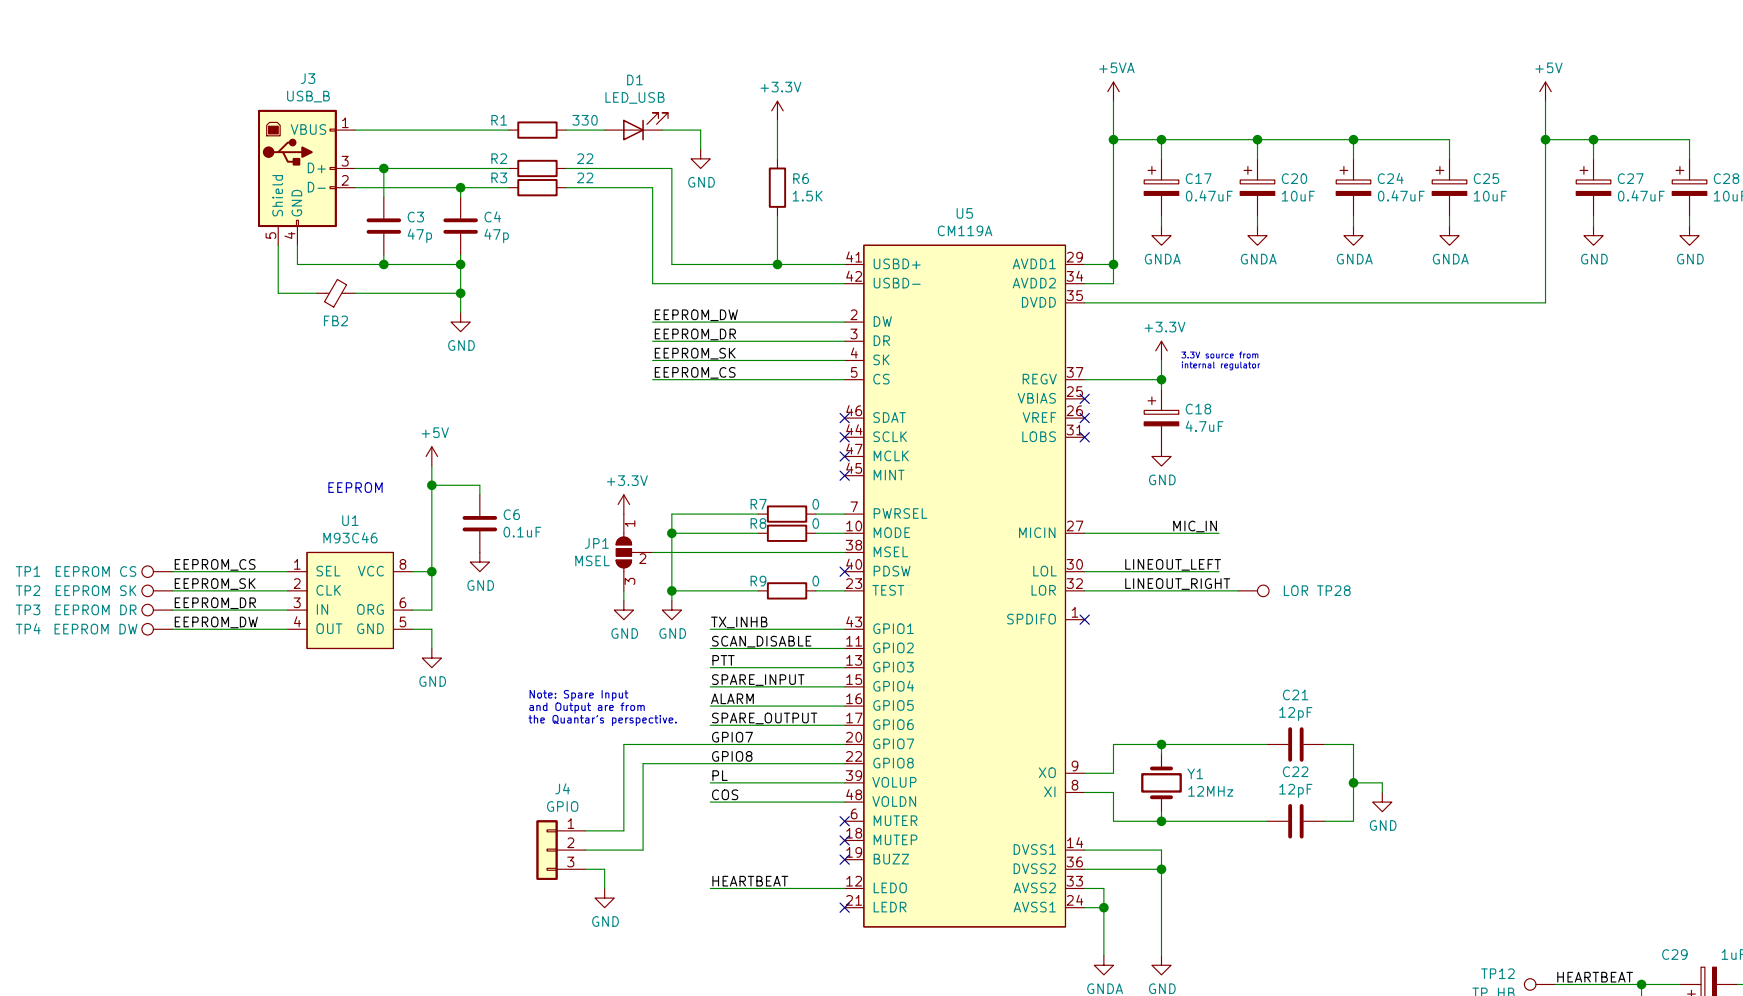 J3
USB_B
VBUS 1
D+ 3
D- 2
Shield
GND
5
4
R1 330
R2 22
R3 22
D1
LED_USB
GND
C3
47p
C4
47p
FB2
GND
+3.3V
R6
1.5K
U5
CM119A
41 USBD+
42 USBD-
EEPROM_DW 2 DW
EEPROM_DR 3 DR
EEPROM_SK 4 SK
EEPROM_CS 5 CS
46 SDAT
44 SCLK
47 MCLK
45 MINT
R7 0 7 PWRSEL
R8 0 10 MODE
38 MSEL
40 PDSW
R9 0 23 TEST
TX_INHB 43 GPIO1
SCAN_DISABLE 11 GPIO2
PTT 13 GPIO3
SPARE_INPUT 15 GPIO4
ALARM 16 GPIO5
SPARE_OUTPUT 17 GPIO6
GPIO7 20 GPIO7
GPIO8 22 GPIO8
PL 39 VOLUP
COS 48 VOLDN
6 MUTER
18 MUTEP
19 BUZZ
HEARTBEAT 12 LEDO
21 LEDR
AVDD1 29
AVDD2 34
DVDD 35
REGV 37
VBIAS 25
VREF 26
LOBS 31
MICIN 27 MIC_IN
LOL 30 LINEOUT_LEFT
LOR 32 LINEOUT_RIGHT LOR TP28
SPDIFO 1
XO 9
XI 8
DVSS1 14
DVSS2 36
AVSS2 33
AVSS1 24
GNDA
GND
+5VA
+ C17
0.47uF
GNDA
+ C20
10uF
GNDA
+ C24
0.47uF
GNDA
+ C25
10uF
GNDA
+5V
+ C27
0.47uF
GND
+ C28
10uF
GND
+3.3V
3.3V source from
internal regulator
+ C18
4.7uF
GND
+5V
EEPROM
C6
0.1uF
GND
U1
M93C46
TP1 EEPROM CS EEPROM_CS 1 SEL VCC 8
TP2 EEPROM SK EEPROM_SK 2 CLK
TP3 EEPROM DR EEPROM_DR 3 IN ORG 6
TP4 EEPROM DW EEPROM_DW 4 OUT GND 5
GND
+3.3V
JP1
MSEL
1
2
3
GND
GND
Note: Spare Input
and Output are from
the Quantar's perspective.
J4
GPIO
1
2
3
GND
C21
12pF
Y1
12MHz
C22
12pF
GND
C29 1uF
TP12 HEARTBEAT +
TP_HB